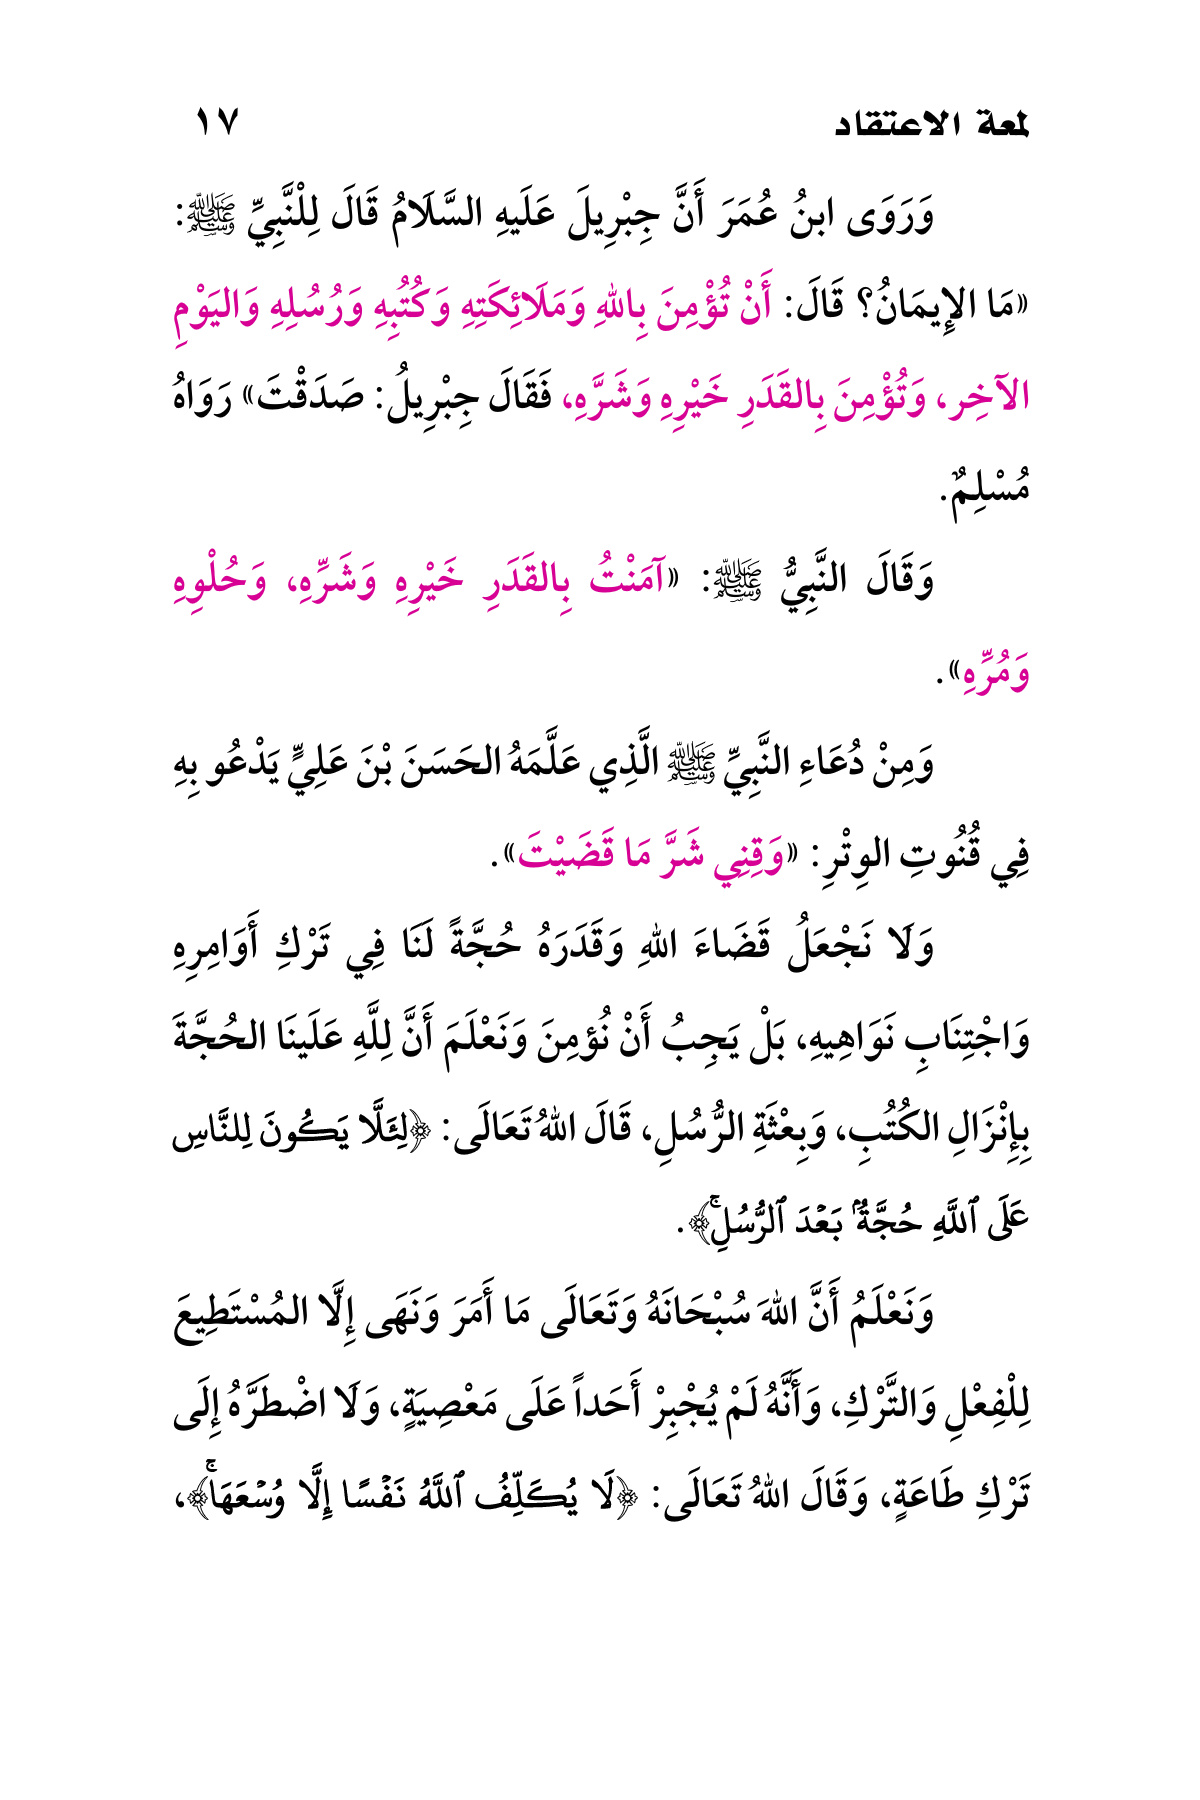 لمعة الاعتقاد ١٧
وَرَوَى ابنُ عُمَرَ أَنَّ جِبْرِيلَ عَلَيهِ السَّلَامُ قَالَ لِلْنَّبِيِّ ﷺ:
«مَا الإِيمَانُ؟ قَالَ: أَنْ تُؤْمِنَ بِاللهِ وَمَلَائِكَتِهِ وَكُتُبِهِ وَرُسُلِهِ وَاليَوْمِ
الآخِر، وَتُؤْمِنَ بِالقَدَرِ خَيْرِهِ وَشَرَّهِ، فَقَالَ جِبْرِيلُ: صَدَقْتَ» رَوَاهُ
مُسْلِمٌ.
وَقَالَ النَّبِيُّ ﷺ: «آمَنْتُ بِالقَدَرِ خَيْرِهِ وَشَرِّهِ، وَحُلْوِهِ
وَمُرِّهِ».
وَمِنْ دُعَاءِ النَّبِيِّ ﷺ الَّذِي عَلَّمَهُ الحَسَنَ بْنَ عَلِيٍّ يَدْعُو بِهِ
فِي قُنُوتِ الوِتْرِ: «وَقِنِي شَرَّ مَا قَضَيْتَ».
وَلَا نَجْعَلُ قَضَاءَ اللهِ وَقَدَرَهُ حُجَّةً لَنَا فِي تَرْكِ أَوَامِرِهِ
وَاجْتِنَابِ نَوَاهِيهِ، بَلْ يَجِبُ أَنْ نُؤمِنَ وَنَعْلَمَ أَنَّ لِلَّهِ عَلَينَا الحُجَّةَ
بِإِنْزَالِ الكُتُبِ، وَبِعْثَةِ الرُّسُلِ، قَالَ اللهُ تَعَالَى: ﴿لِئَلَّا يَكُونَ لِلنَّاسِ
عَلَى ٱللَّهِ حُجَّةُۢ بَعْدَ ٱلرُّسُلِۚ﴾.
وَنَعْلَمُ أَنَّ اللهَ سُبْحَانَهُ وَتَعَالَى مَا أَمَرَ وَنَهَى إِلَّا المُسْتَطِيعَ
لِلْفِعْلِ وَالتَّرْكِ، وَأَنَّهُ لَمْ يُجْبِرْ أَحَداً عَلَى مَعْصِيَةٍ، وَلَا اضْطَرَّهُ إِلَى
تَرْكِ طَاعَةٍ، وَقَالَ اللهُ تَعَالَى: ﴿لَا يُكَلِّفُ ٱللَّهُ نَفْسًا إِلَّا وُسْعَهَاۚ﴾،